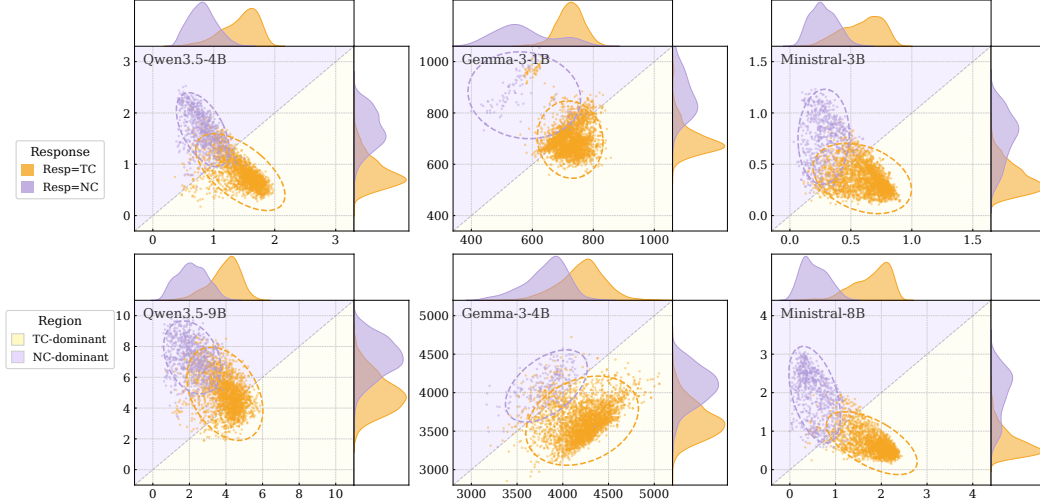 Response
Resp=TC
Resp=NC
Region
TC-dominant
NC-dominant
Qwen3.5-4B
3
2
1
0
0 1 2 3
Gemma-3-1B
1000
800
600
400
400 600 800 1000
Ministral-3B
1.5
1.0
0.5
0.0
0.0 0.5 1.0 1.5
Qwen3.5-9B
10
8
6
4
2
0
0 2 4 6 8 10
Gemma-3-4B
5000
4500
4000
3500
3000
3000 3500 4000 4500 5000
Ministral-8B
4
3
2
1
0
0 1 2 3 4